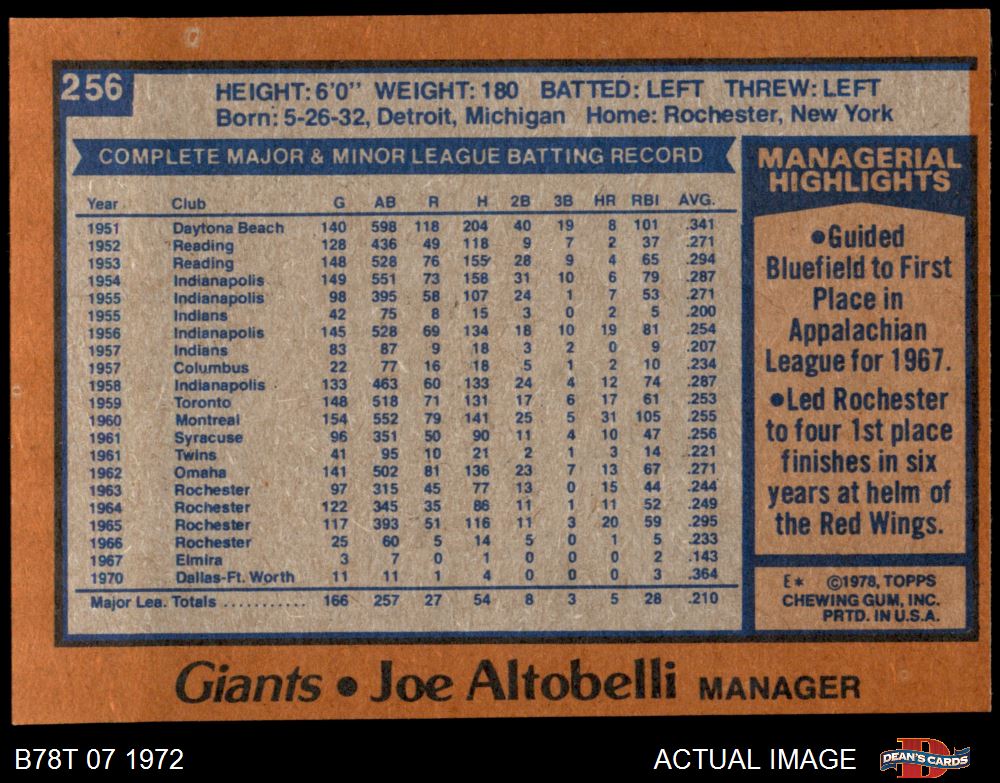 256
HEIGHT: 6'0" WEIGHT: 180 BATTED: LEFT THREW: LEFT
Born: 5-26-32, Detroit, Michigan Home: Rochester, New York
COMPLETE MAJOR & MINOR LEAGUE BATTING RECORD
Year Club G AB R H 2B 3B HR RBI AVG.
1951 Daytona Beach 140 598 118 204 40 19 8 101 .341
1952 Reading 128 436 49 118 9 7 2 37 .271
1953 Reading 148 528 76 155 28 9 4 65 .294
1954 Indianapolis 149 551 73 158 31 10 6 79 .287
1955 Indianapolis 98 395 58 107 24 1 7 53 .271
1955 Indians 42 75 8 15 3 0 2 5 .200
1956 Indianapolis 145 528 69 134 18 10 19 81 .254
1957 Indians 83 87 9 18 3 2 0 9 .207
1957 Columbus 22 77 16 18 5 1 2 10 .234
1958 Indianapolis 133 463 60 133 24 4 12 74 .287
1959 Toronto 148 518 71 131 17 6 17 61 .253
1960 Montreal 154 552 79 141 25 5 31 105 .255
1961 Syracuse 96 351 50 90 11 4 10 47 .256
1961 Twins 41 95 10 21 2 1 3 14 .221
1962 Omaha 141 502 81 136 23 7 13 67 .271
1963 Rochester 97 315 45 77 13 0 15 44 .244
1964 Rochester 122 345 35 86 11 1 11 52 .249
1965 Rochester 117 393 51 116 11 3 20 59 .295
1966 Rochester 25 60 5 14 5 0 1 5 .233
1967 Elmira 3 7 0 1 0 0 0 2 .143
1970 Dallas-Ft. Worth 11 11 1 4 0 0 0 3 .364
Major Lea. Totals ........... 166 257 27 54 8 3 5 28 .210
MANAGERIAL
HIGHLIGHTS
●Guided
Bluefield to First
Place in
Appalachian
League for 1967.
●Led Rochester
to four 1st place
finishes in six
years at helm of
the Red Wings.
E* ©1978, TOPPS
CHEWING GUM, INC.
PRTD. IN U.S.A.
Giants ● Joe Altobelli MANAGER
B78T 07 1972
ACTUAL IMAGE
DEAN'S CARDS